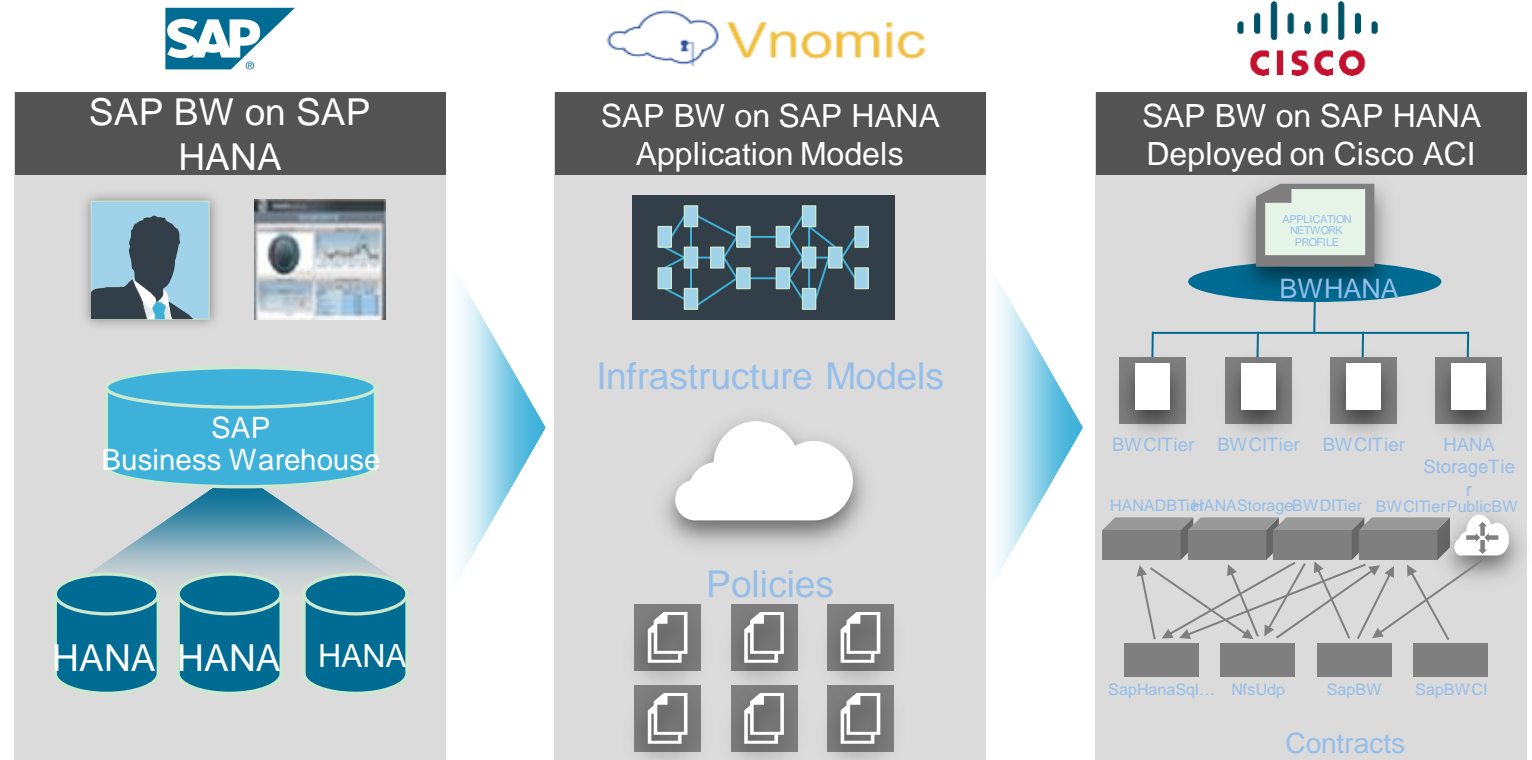 SAP
®
Vnomic
CISCO
SAP BW on SAP
HANA
SAP
Business Warehouse
HANA
HANA
HANA
SAP BW on SAP HANA
Application Models
Infrastructure Models
Policies
SAP BW on SAP HANA
Deployed on Cisco ACI
APPLICATION
NETWORK
PROFILE
BWHANA
BWCITier
BWCITier
BWCITier
HANA
StorageTie
r
HANADBTier
HANAStorage
BWDITier
BWCITier
PublicBW
SapHanaSql...
NfsUdp
SapBW
SapBWCI
Contracts